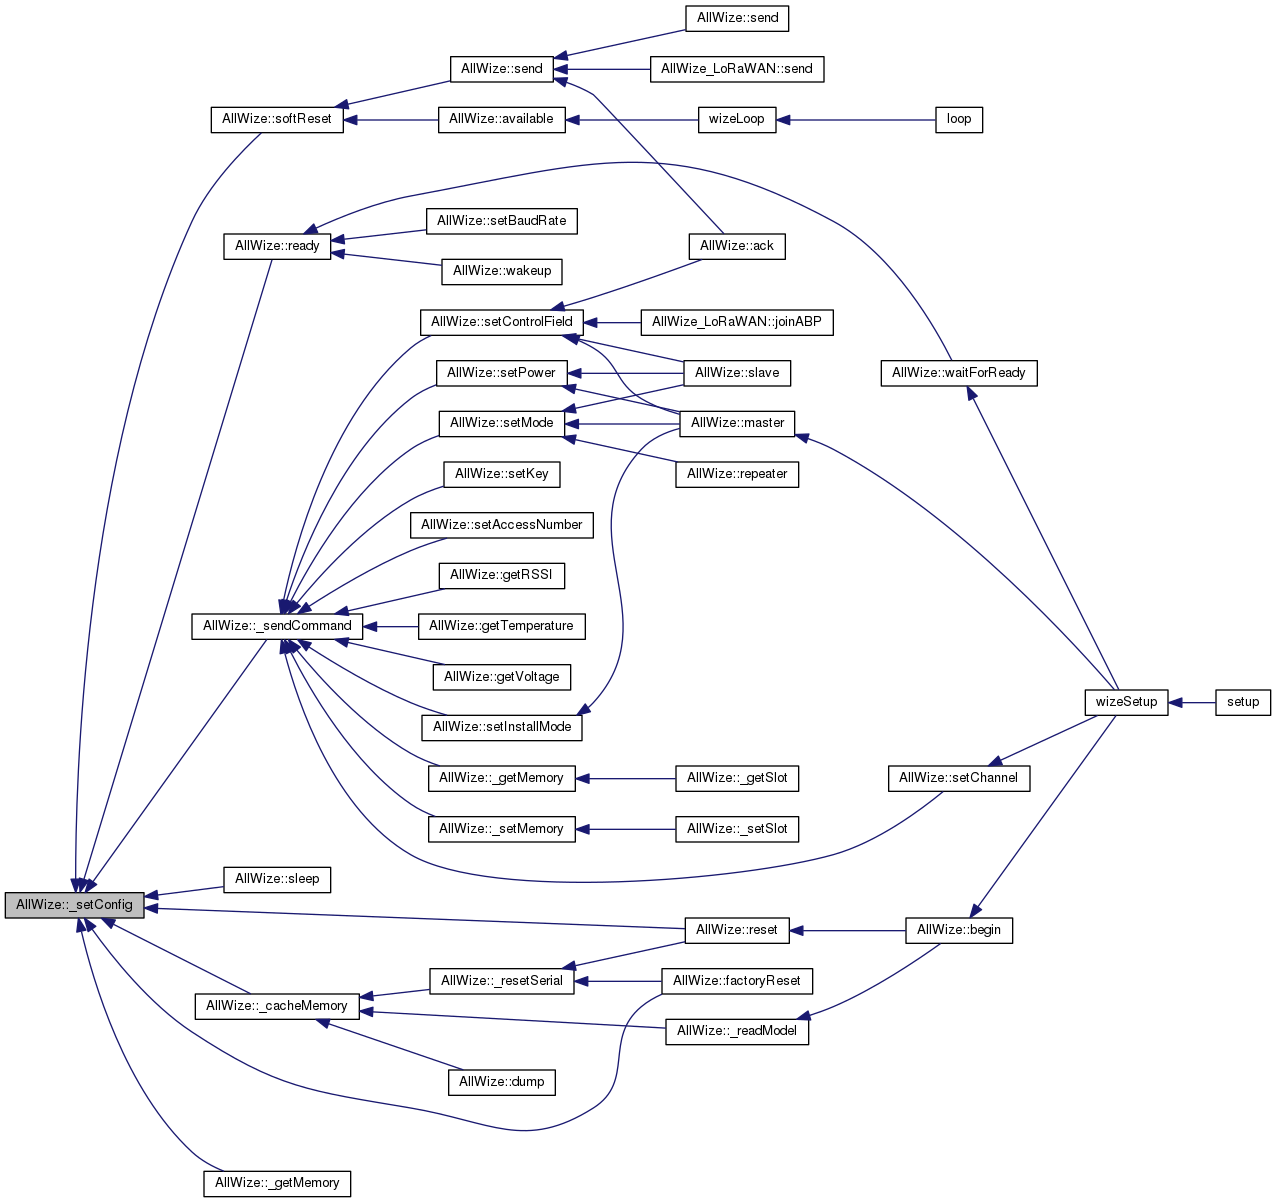 AllWize::send
AllWize::send
AllWize_LoRaWAN::send
AllWize::softReset
AllWize::available
wizeLoop
loop
AllWize::setBaudRate
AllWize::ready
AllWize::ack
AllWize::wakeup
AllWize::setControlField
AllWize_LoRaWAN::joinABP
AllWize::setPower
AllWize::slave
AllWize::waitForReady
AllWize::setMode
AllWize::master
AllWize::setKey
AllWize::repeater
AllWize::setAccessNumber
AllWize::getRSSI
AllWize::_sendCommand
AllWize::getTemperature
AllWize::getVoltage
wizeSetup
setup
AllWize::setInstallMode
AllWize::_getMemory
AllWize::_getSlot
AllWize::setChannel
AllWize::_setMemory
AllWize::_setSlot
AllWize::sleep
AllWize::_setConfig
AllWize::reset
AllWize::begin
AllWize::_resetSerial
AllWize::factoryReset
AllWize::_cacheMemory
AllWize::_readModel
AllWize::dump
AllWize::_getMemory